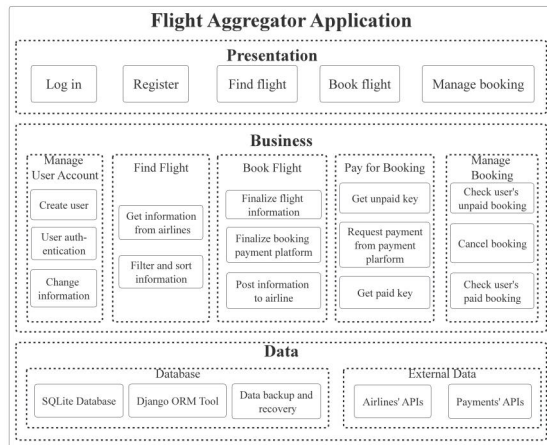 Flight Aggregator Application
Presentation
Log in
Register
Find flight
Book flight
Manage booking
Business
Manage
User Account
Create user
User auth-
entication
Change
information
Find Flight
Get information
from airlines
Filter and sort
information
Book Flight
Finalize flight
information
Finalize booking
payment platform
Post information
to airline
Pay for Booking
Get unpaid key
Request payment
from payment
plarform
Get paid key
Manage
Booking
Check user's
unpaid booking
Cancel booking
Check user's
paid booking
Data
Database
SQLite Database
Django ORM Tool
Data backup and
recovery
External Data
Airlines' APIs
Payments' APIs